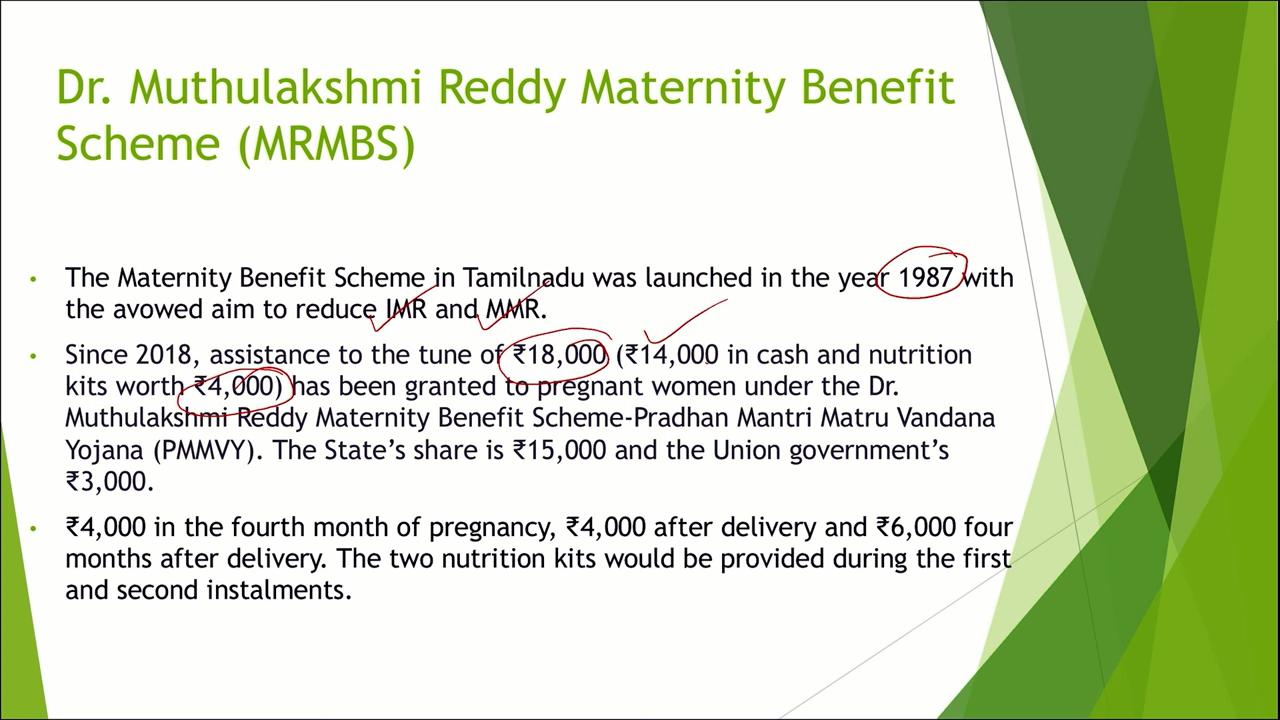 Dr. Muthulakshmi Reddy Maternity Benefit
Scheme (MRMBS)
• The Maternity Benefit Scheme in Tamilnadu was launched in the year 1987 with
the avowed aim to reduce IMR and MMR.
• Since 2018, assistance to the tune of ₹18,000 (₹14,000 in cash and nutrition
kits worth ₹4,000) has been granted to pregnant women under the Dr.
Muthulakshmi Reddy Maternity Benefit Scheme-Pradhan Mantri Matru Vandana
Yojana (PMMVY). The State’s share is ₹15,000 and the Union government’s
₹3,000.
• ₹4,000 in the fourth month of pregnancy, ₹4,000 after delivery and ₹6,000 four
months after delivery. The two nutrition kits would be provided during the first
and second instalments.